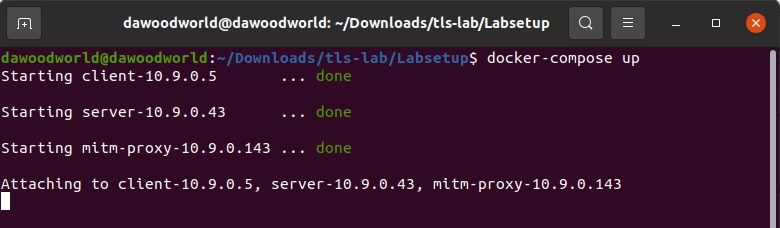 dawoodworld@dawoodworld: ~/Downloads/tls-lab/Labsetup
dawoodworld@dawoodworld:~/Downloads/tls-lab/Labsetup$ docker-compose up
Starting client-10.9.0.5       ... done
Starting server-10.9.0.43      ... done
Starting mitm-proxy-10.9.0.143 ... done
Attaching to client-10.9.0.5, server-10.9.0.43, mitm-proxy-10.9.0.143